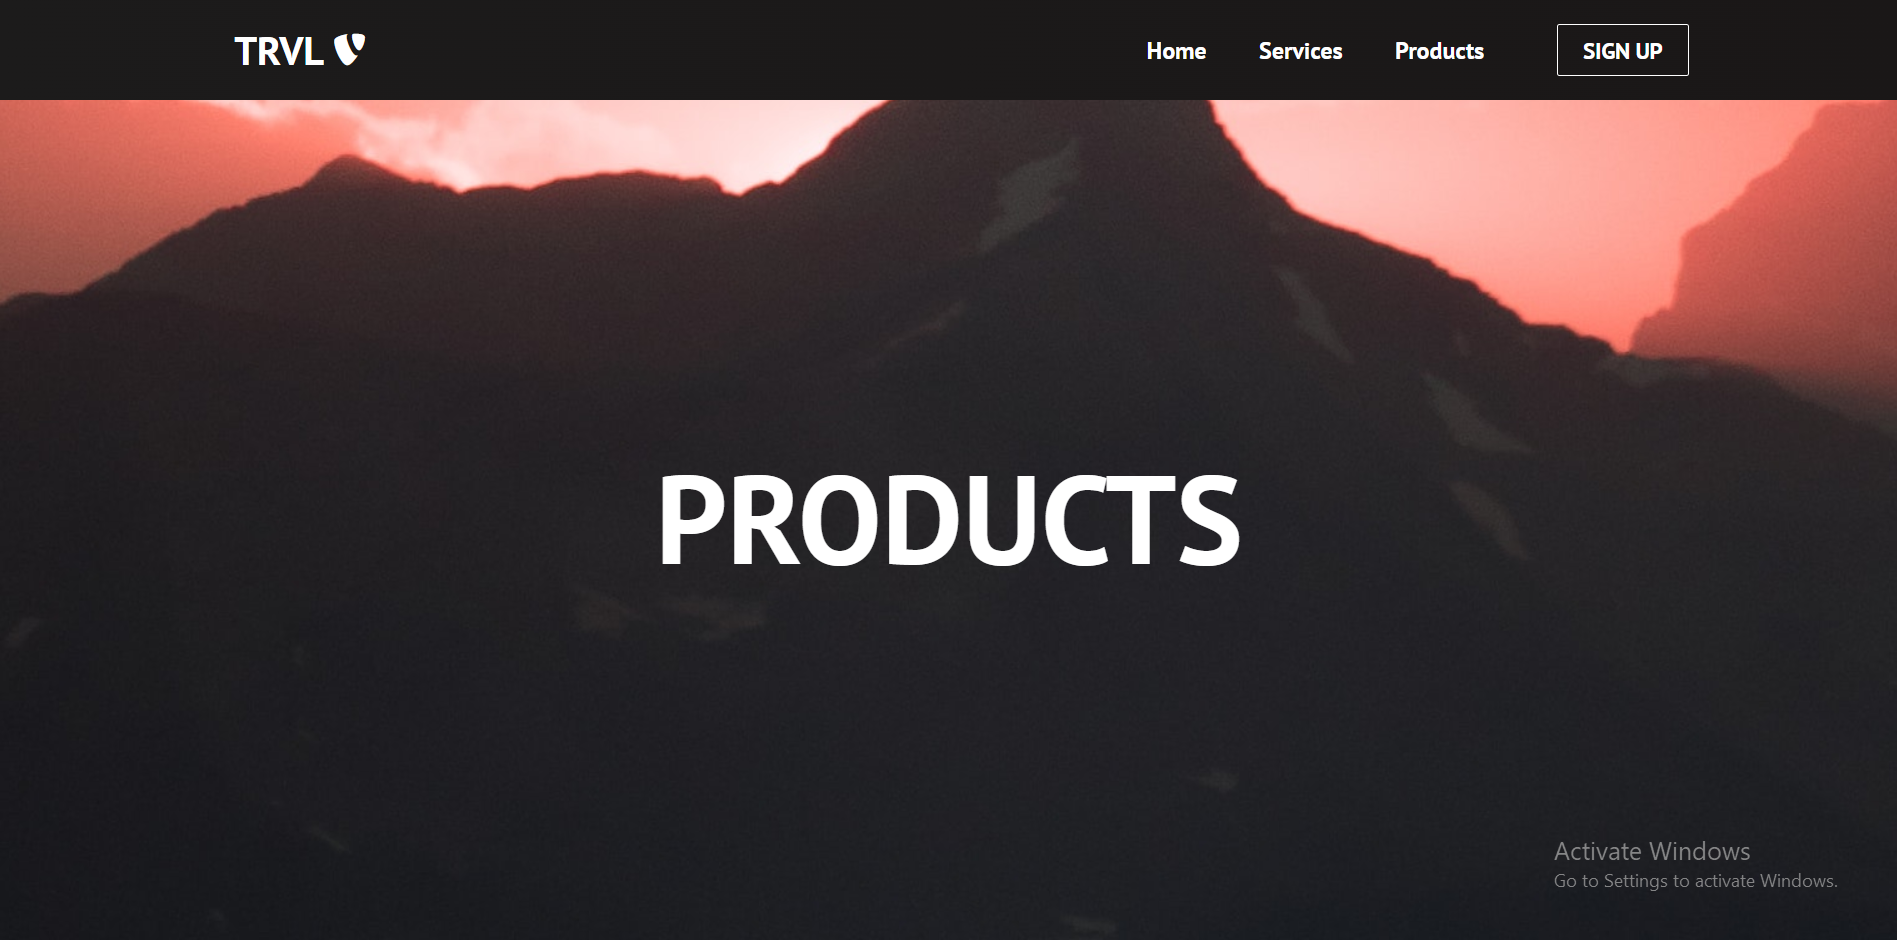 TRVL
Home Services Products SIGN UP
PRODUCTS
Activate Windows
Go to Settings to activate Windows.